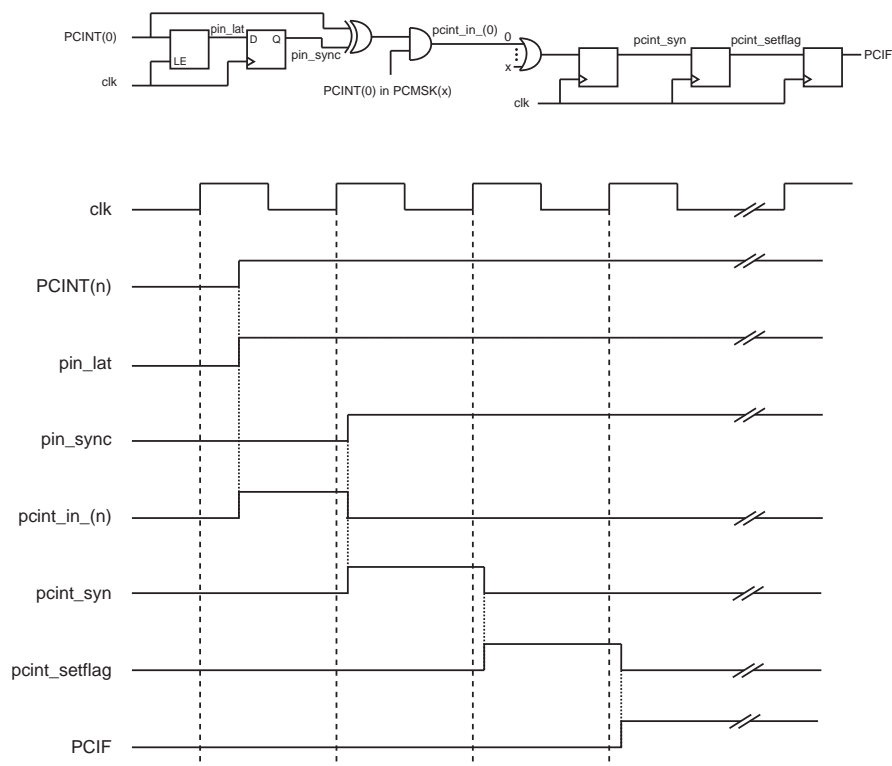 PCINT(0)
pin_lat
D Q
LE
pin_sync
clk
pcint_in_(0)
0
x
PCINT(0) in PCMSK(x)
pcint_syn
pcint_setflag
PCIF
clk
clk
PCINT(n)
pin_lat
pin_sync
pcint_in_(n)
pcint_syn
pcint_setflag
PCIF